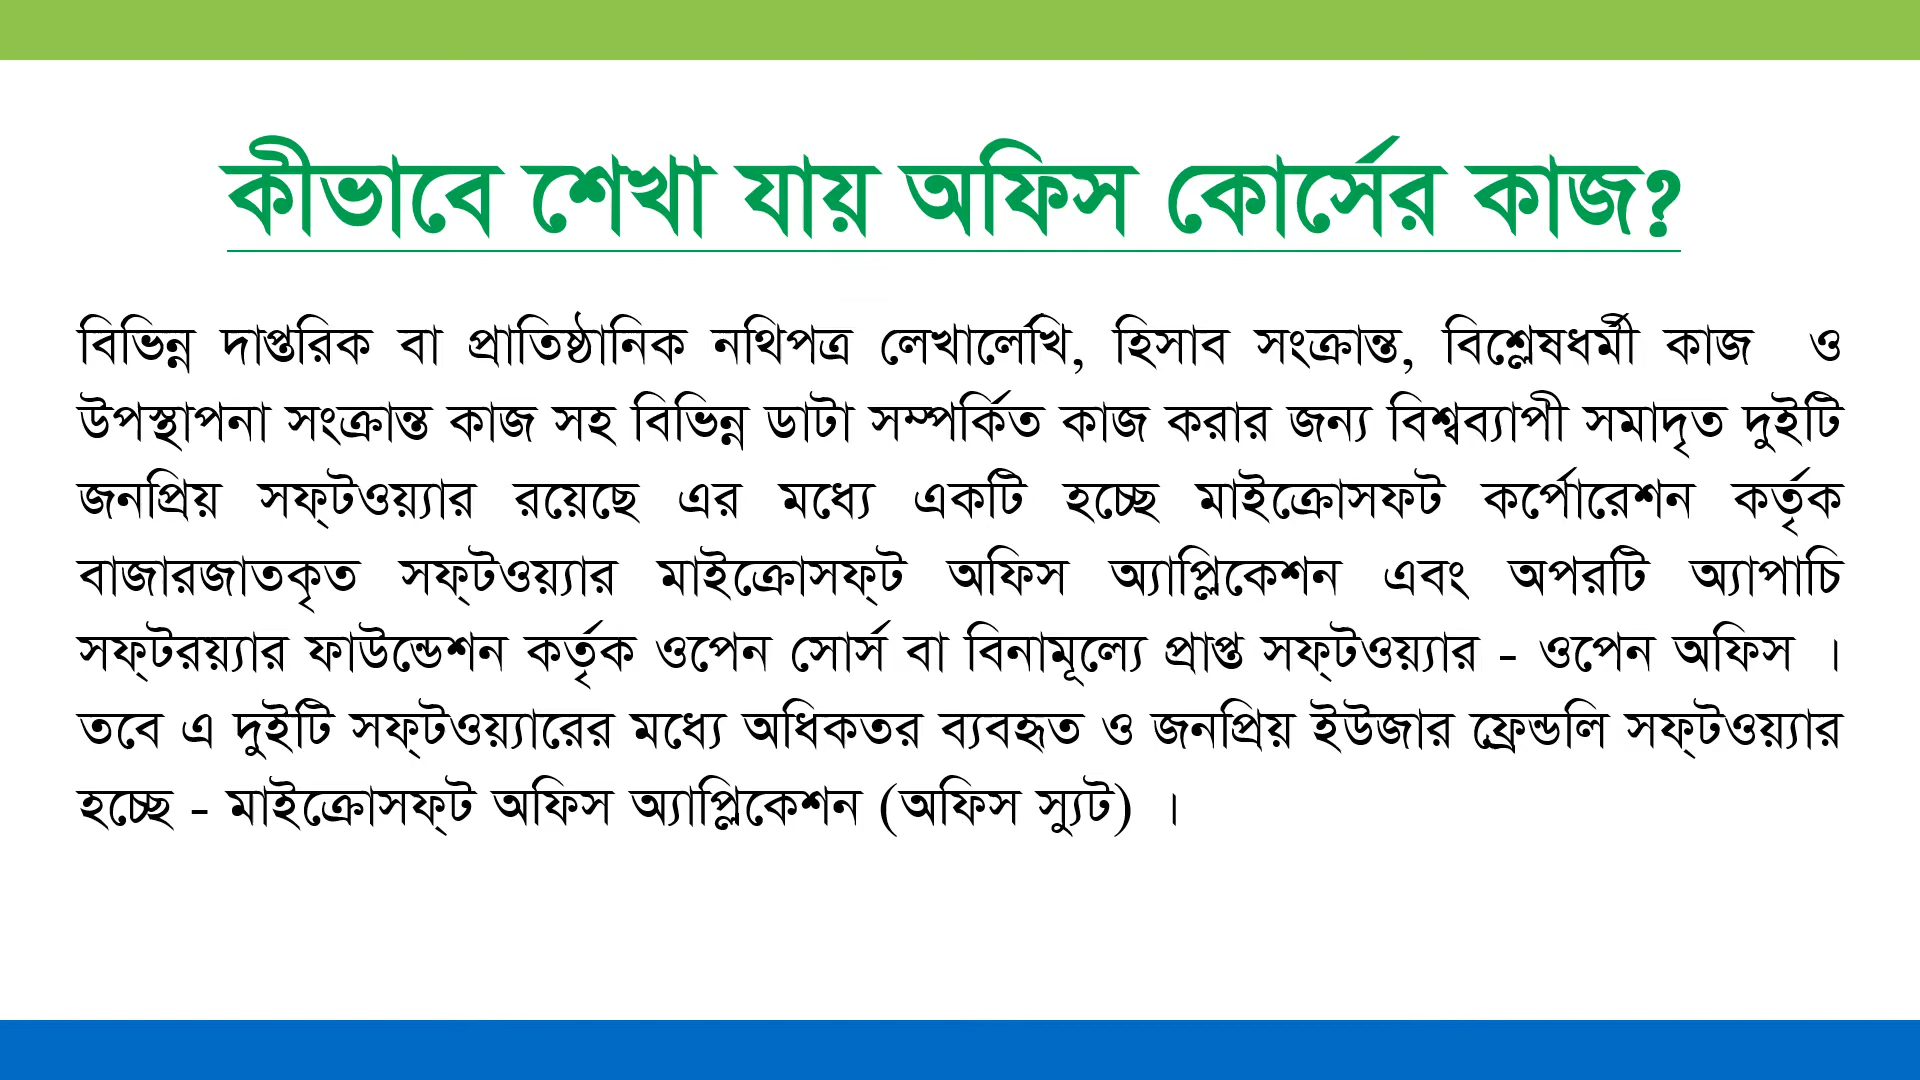 কীভাবে শেখা যায় অফিস কোর্সের কাজ?
বিভিন্ন দাপ্তরিক বা প্রাতিষ্ঠানিক নথিপত্র লেখালেখি, হিসাব সংক্রান্ত, বিশ্লেষধর্মী কাজ ও
উপস্থাপনা সংক্রান্ত কাজ সহ বিভিন্ন ডাটা সম্পর্কিত কাজ করার জন্য বিশ্বব্যাপী সমাদৃত দুইটি
জনপ্রিয় সফ্‌টওয়্যার রয়েছে এর মধ্যে একটি হচ্ছে মাইক্রোসফট কর্পোরেশন কর্তৃক
বাজারজাতকৃত সফ্‌টওয়্যার মাইক্রোসফ্‌ট অফিস অ্যাপ্লিকেশন এবং অপরটি অ্যাপাচি
সফ্‌টরয়্যার ফাউন্ডেশন কর্তৃক ওপেন সোর্স বা বিনামূল্যে প্রাপ্ত সফ্‌টওয়্যার - ওপেন অফিস ।
তবে এ দুইটি সফ্‌টওয়্যারের মধ্যে অধিকতর ব্যবহৃত ও জনপ্রিয় ইউজার ফ্রেন্ডলি সফ্‌টওয়্যার
হচ্ছে - মাইক্রোসফ্‌ট অফিস অ্যাপ্লিকেশন (অফিস স্যুট) ।